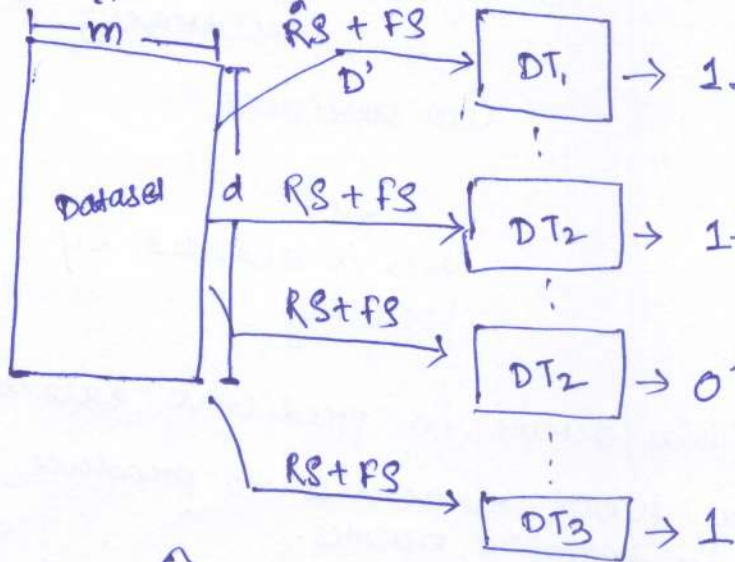 m
RS + FS
D'
DT1
1
Dataset
d
RS + FS
DT2
1
RS + FS
DT2
0
RS + FS
DT3
1